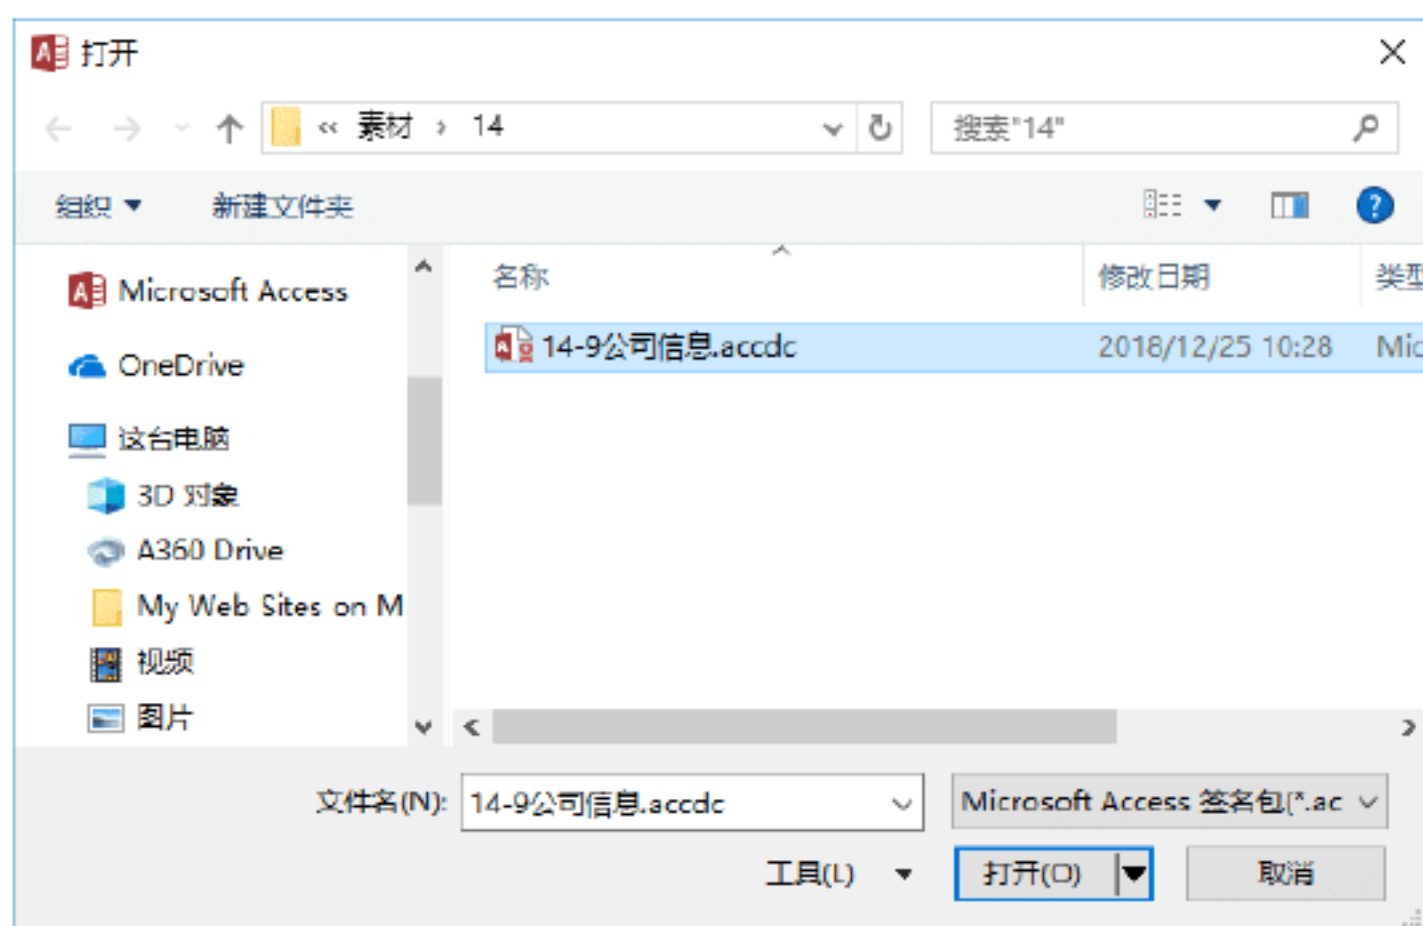 打开
« 素材 › 14
搜索"14"
组织 新建文件夹
名称 修改日期 类型
Microsoft Access
14-9公司信息.accdc 2018/12/25 10:28 Mic
OneDrive
这台电脑
3D 对象
A360 Drive
My Web Sites on M
视频
图片
文件名(N): 14-9公司信息.accdc Microsoft Access 签名包(*.ac
工具(L) 打开(O) 取消